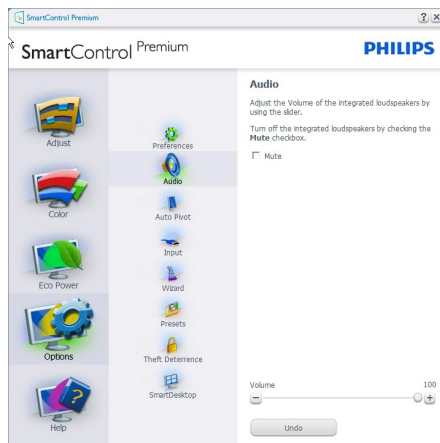 SmartControl Premium
? X
SmartControl Premium
PHILIPS
Adjust
Color
Eco Power
Options
Help
Preferences
Audio
Auto Pivot
Input
Wizard
Presets
Theft Deterrence
SmartDesktop
Audio
Adjust the Volume of the integrated loudspeakers by
using the slider.
Turn off the integrated loudspeakers by checking the
Mute checkbox.
Mute
Volume 100
Undo